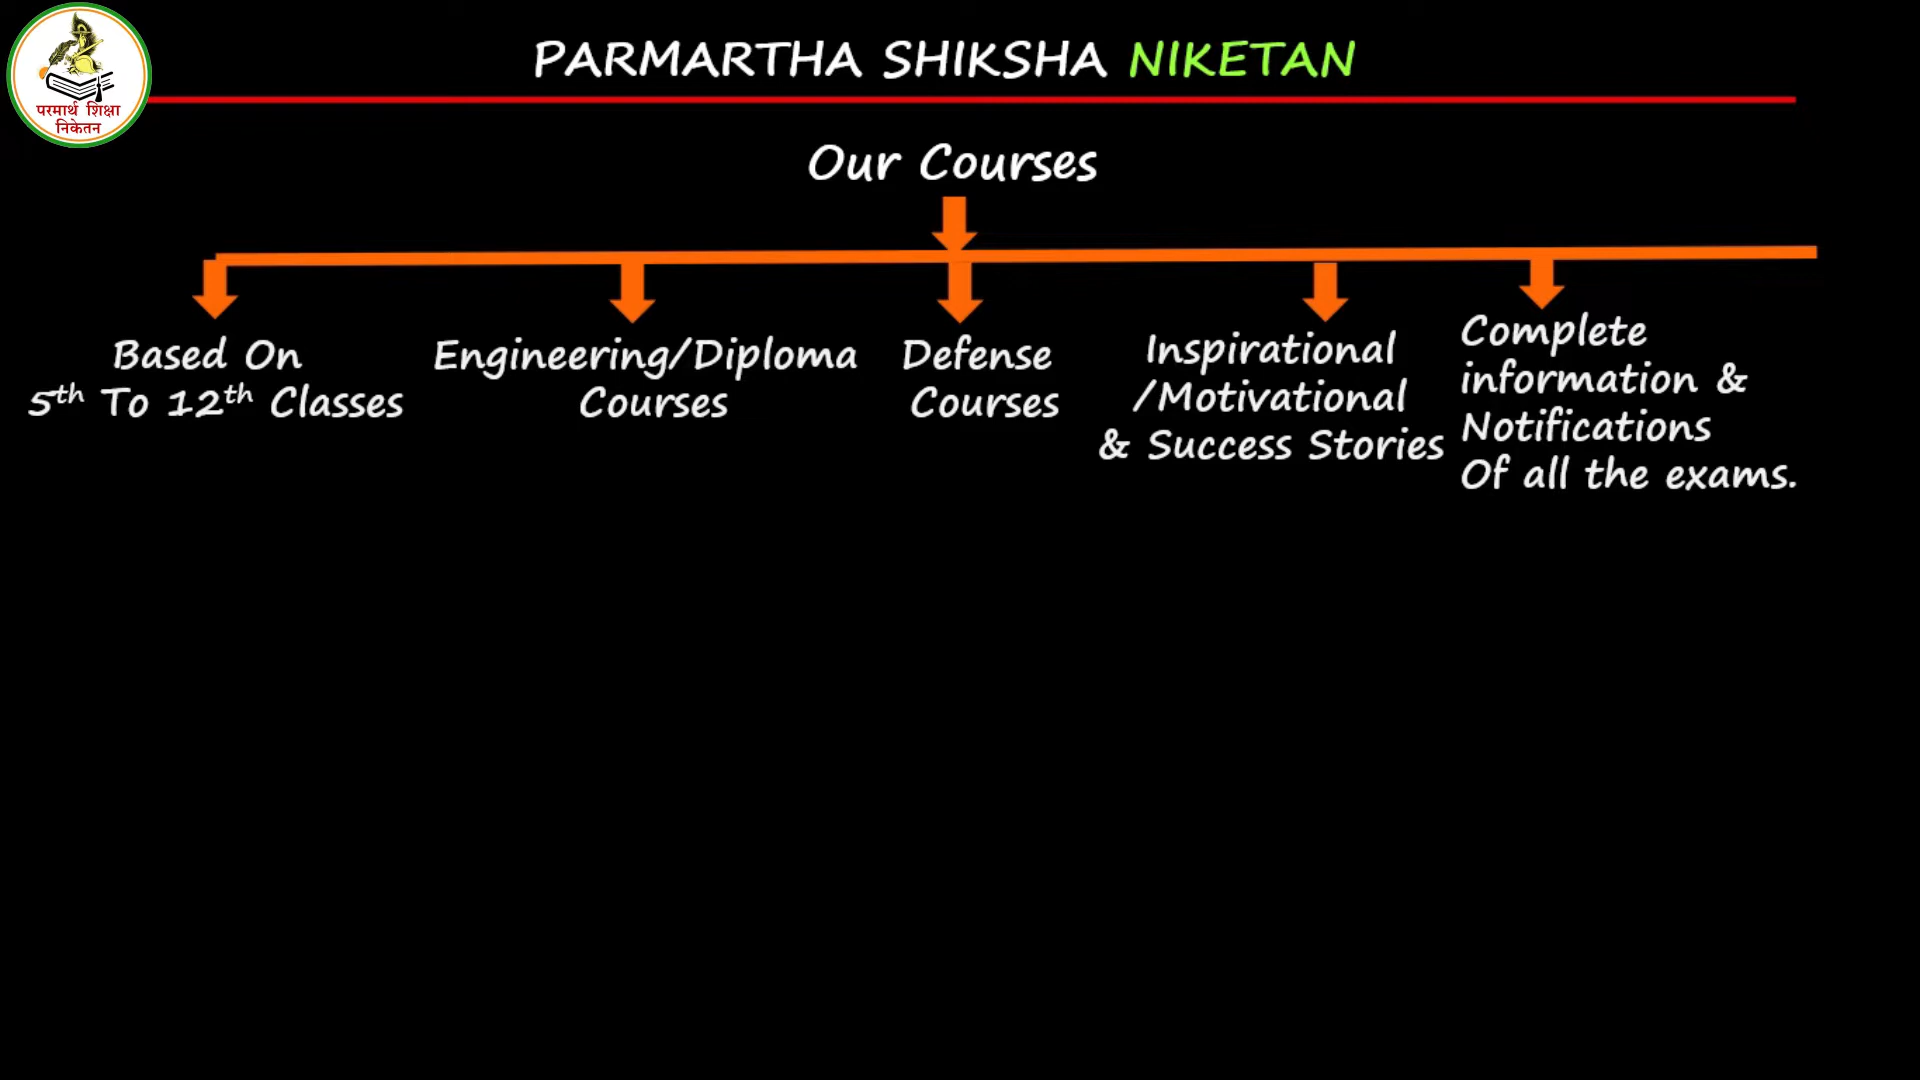 परमार्थ शिक्षा
निकेतन
PARMARTHA SHIKSHA NIKETAN
Our Courses
Based On
5th To 12th Classes
Engineering/Diploma
Courses
Defense
Courses
Inspirational
/Motivational
& Success Stories
Complete
information &
Notifications
Of all the exams.